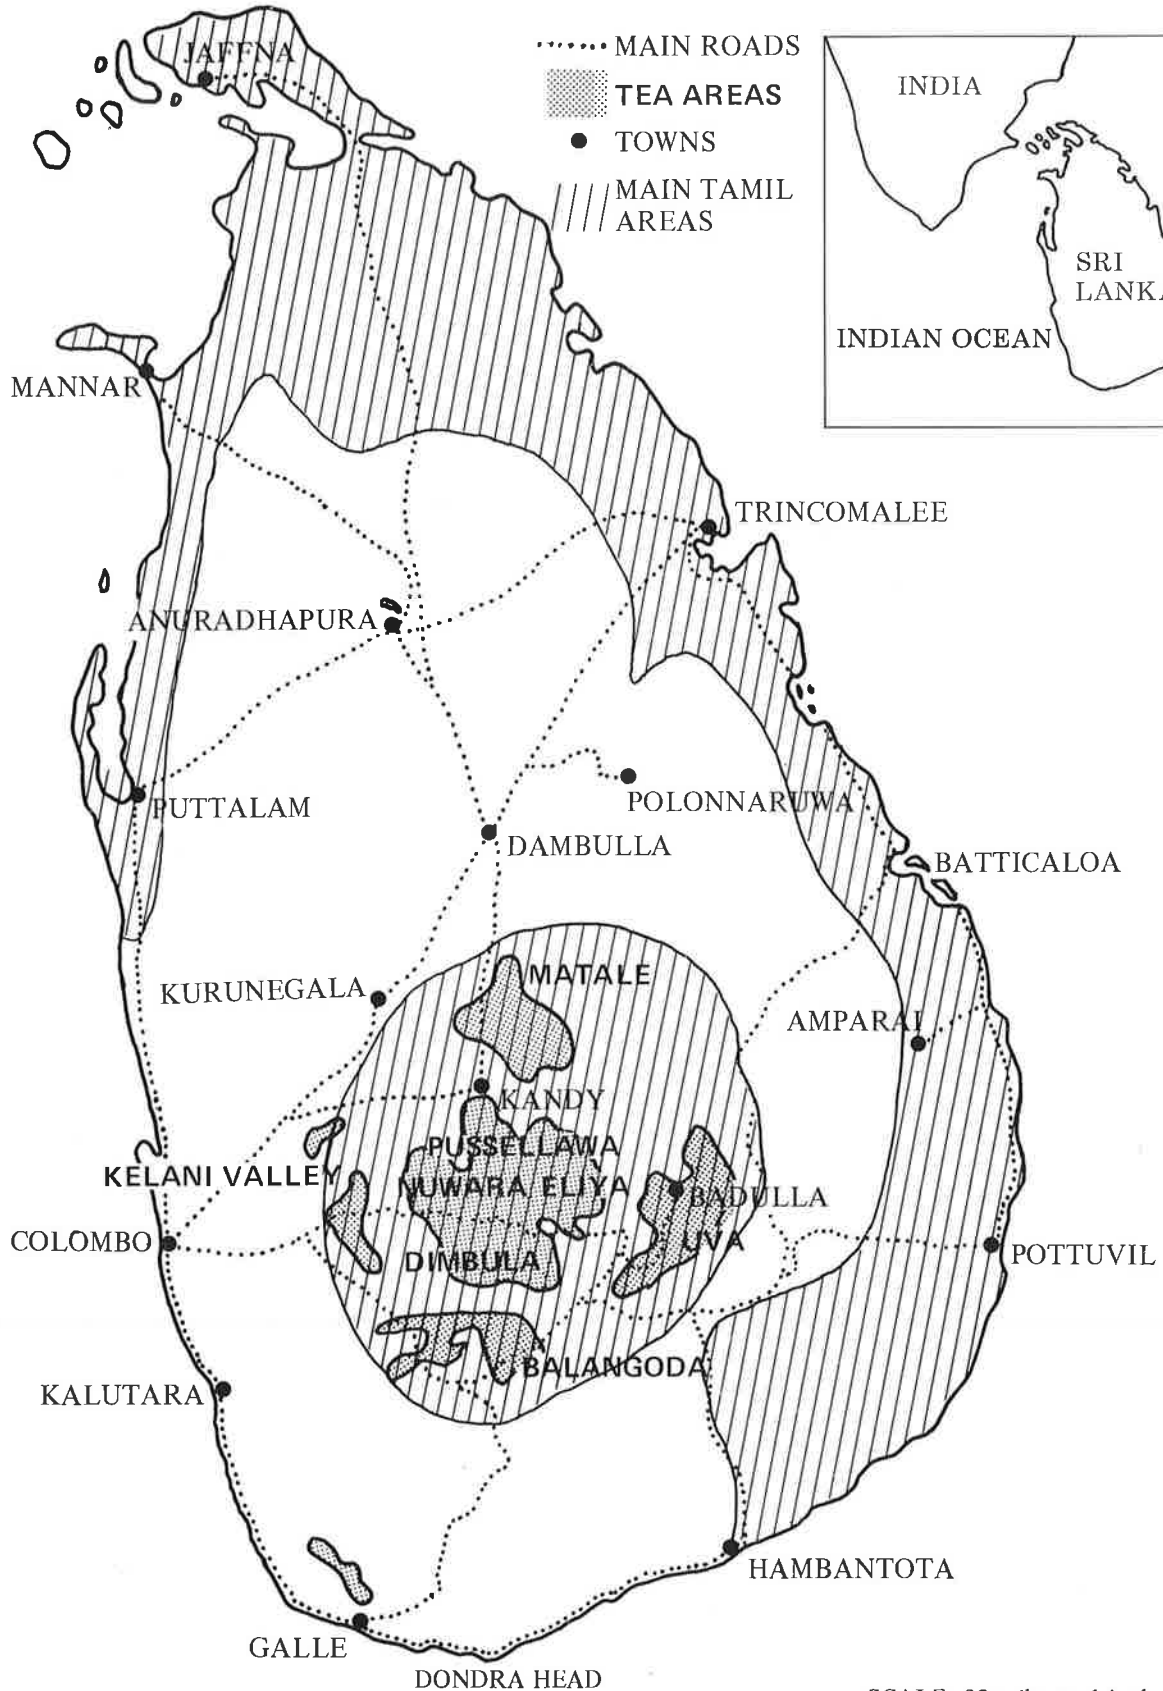 MAIN ROADS
TEA AREAS
TOWNS
MAIN TAMIL
AREAS
INDIA
SRI
LANKA
INDIAN OCEAN
JAFFNA
MANNAR
TRINCOMALEE
ANURADHAPURA
PUTTALAM
POLONNARUWA
DAMBULLA
BATTICALOA
MATALE
KURUNEGALA
AMPARAI
KANDY
PUSSELLAWA
KELANI VALLEY
NUWARA ELIYA
BADULLA
COLOMBO
UVA
POTTUVIL
DIMBULA
BALANGODA
KALUTARA
HAMBANTOTA
GALLE
DONDRA HEAD